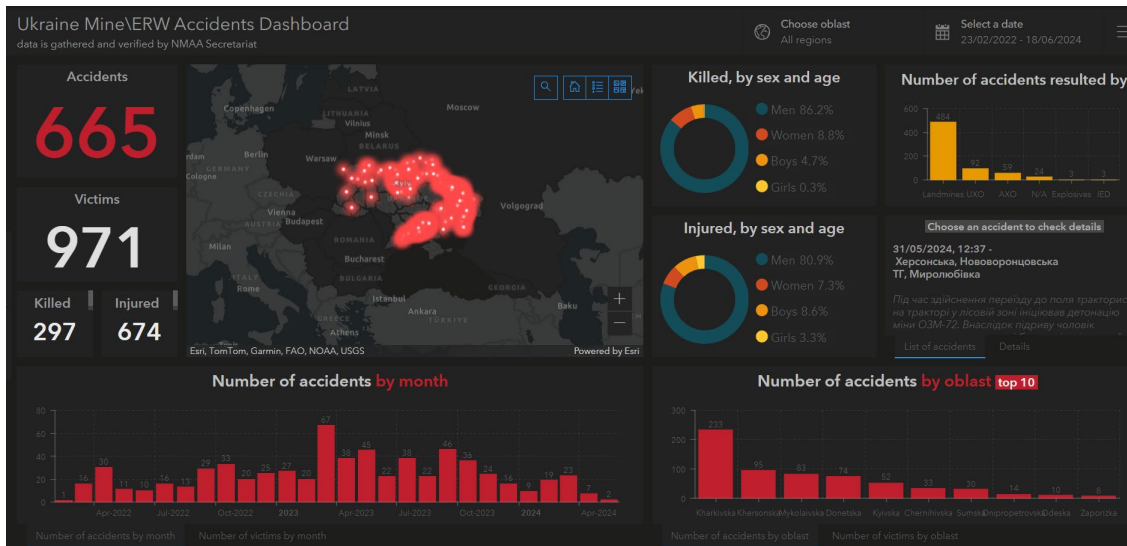 Ukraine Mine\ERW Accidents Dashboard
data is gathered and verified by NMAA Secretariat
Choose oblast
All regions
Select a date
23/02/2022 - 18/06/2024
Accidents
665
Victims
971
Killed
297
Injured
674
LATVIA
Copenhagen
Moscow
LITHUANIA
Vilnius
Minsk
BELARUS
Berlin
Warsaw
GERMANY
Cologne
Kyiv
CZECHIA
Volgograd
Vienna
AUSTRIA
Budapest
Milan
ROMANIA
Bucharest
ITALY
BULGARIA
Rome
GEORGIA
Istanbul
Baku
Ankara
GREECE
TÜRKIYE
Athens
Esri, TomTom, Garmin, FAO, NOAA, USGS
Powered by Esri
Killed, by sex and age
Men 86.2%
Women 8.8%
Boys 4.7%
Girls 0.3%
Injured, by sex and age
Men 80.9%
Women 7.3%
Boys 8.6%
Girls 3.3%
Number of accidents resulted by
600
400
200
0
484 92 59 24 3 3
Landmines UXO AXO N/A Explosives IED
Choose an accident to check details
31/05/2024, 12:37 -
Херсонська, Нововоронцовська
ТГ, Миролюбівка
Під час здійснення переїзду до поля тракторис
на тракторі у лісовій зоні ініціював детонацію
міни ОЗМ-72. Внаслідок підриву чоловік
List of accidents
Details
Number of accidents by month
80
60
40
20
0
1 16 30 11 10 16 13 29 33 20 25 27 20 67 38 45 22 38 22 46 36 24 16 9 19 23 7 2
Apr-2022 Jul-2022 Oct-2022 2023 Apr-2023 Jul-2023 Oct-2023 2024 Apr-2024
Number of accidents by month
Number of victims by month
Number of accidents by oblast top 10
300
200
100
0
233 95 83 74 52 33 30 14 10 8
Kharkivska Khersonska Mykolaivska Donetska Kyivska Chernihivska Sumska Dnipropetrovska Odeska Zaporizka
Number of accidents by oblast
Number of victims by oblast